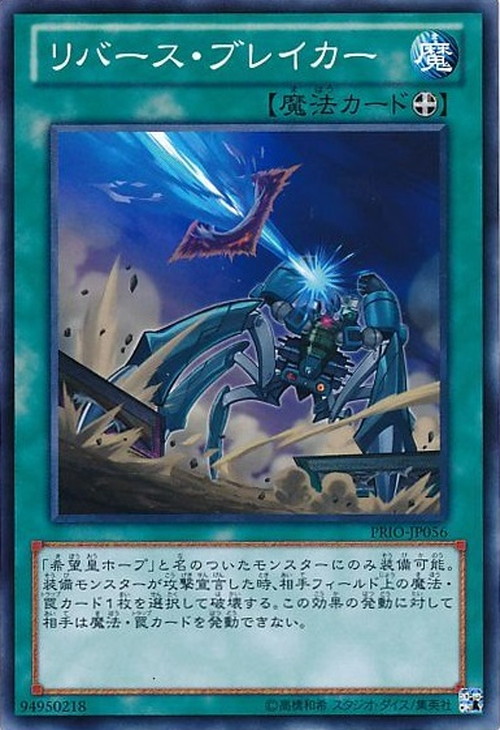 リバース・ブレイカー
魔
【魔法カード】
PRIO-JP056
「希望皇ホープ」と名のついたモンスターにのみ装備可能。
装備モンスターが攻撃宣言した時、相手フィールド上の魔法・
罠カード1枚を選択して破壊する。この効果の発動に対して
相手は魔法・罠カードを発動できない。
94950218
©高橋和希 スタジオ・ダイス/集英社